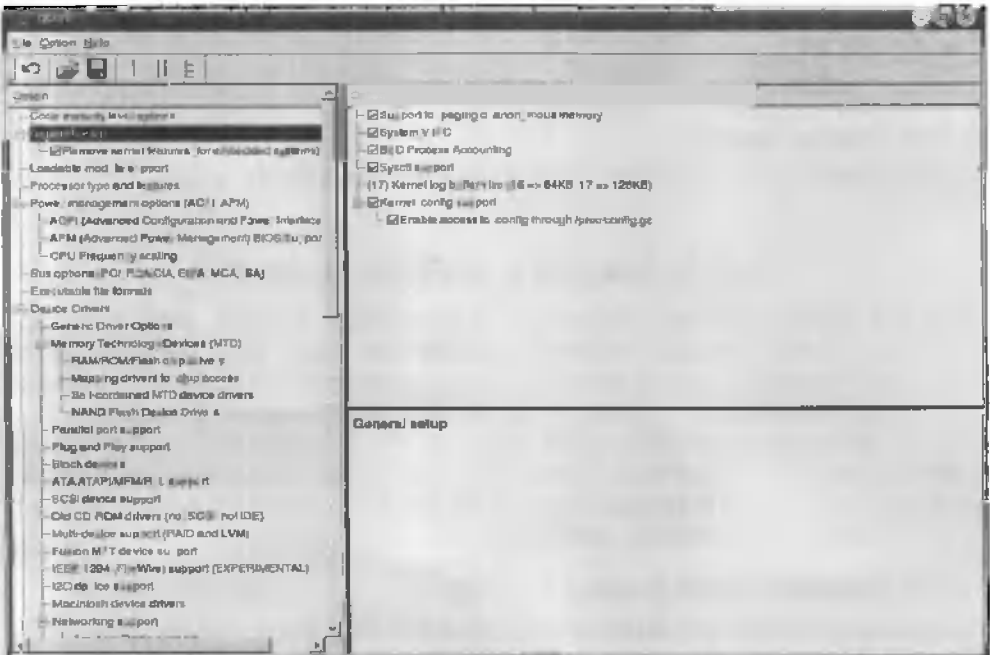 Option Help
Option
Code maturity level options
General setup
Remove kernel features (for embedded systems)
Loadable module support
Processor type and features
Power management options (ACPI, APM)
ACPI (Advanced Configuration and Power Interface
APM (Advanced Power Management) BIOS Support
CPU Frequency scaling
Bus options (PCI, PCMCIA, EISA, MCA, ISA)
Executable file formats
Device Drivers
Generic Driver Options
Memory Technology Devices (MTD)
RAM/ROM/Flash chip drivers
Mapping drivers for chip access
Self-contained MTD device drivers
NAND Flash Device Drivers
Parallel port support
Plug and Play support
Block devices
ATA/ATAPI/MFM/RLL support
SCSI device support
Old CD-ROM drivers (not SCSI, not IDE)
Multi-device support (RAID and LVM)
Fusion MPT device support
IEEE 1394 (FireWire) support (EXPERIMENTAL)
I2O device support
Macintosh device drivers
Networking support
Support for paging of anonymous memory
System V IPC
BSD Process Accounting
Sysctl support
(17) Kernel log buffer size (16 => 64KB, 17 => 128KB)
Kernel config support
Enable access to .config through /proc/config.gz
General setup